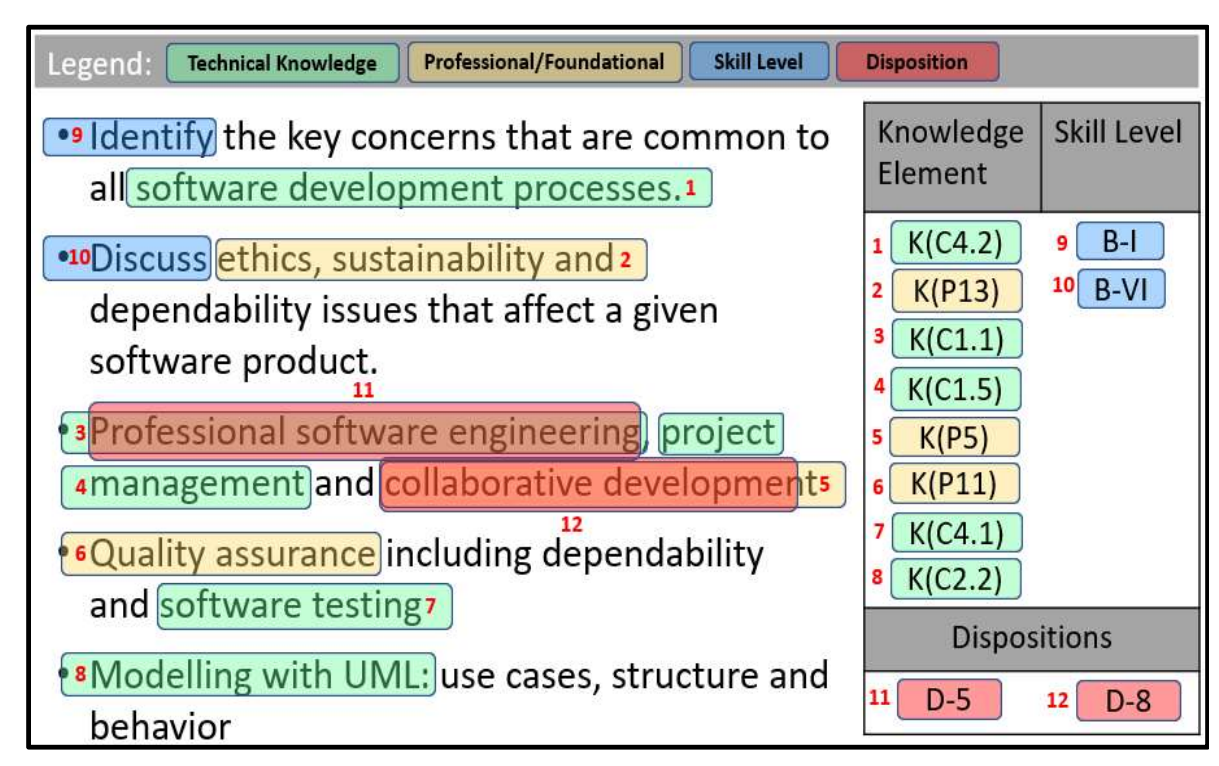 Legend: Technical Knowledge Professional/Foundational Skill Level Disposition
•9 Identify the key concerns that are common to
all software development processes. 1
•10 Discuss ethics, sustainability and 2
dependability issues that affect a given
software product.
11
• 3 Professional software engineering, project
4 management and collaborative development 5
12
• 6 Quality assurance including dependability
and software testing 7
• 8 Modelling with UML: use cases, structure and
behavior
Knowledge
Element
Skill Level
1 K(C4.2) 9 B-I
2 K(P13) 10 B-VI
3 K(C1.1)
4 K(C1.5)
5 K(P5)
6 K(P11)
7 K(C4.1)
8 K(C2.2)
Dispositions
11 D-5 12 D-8